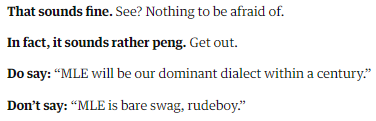 That sounds fine. See? Nothing to be afraid of.
In fact, it sounds rather peng. Get out.
Do say: “MLE will be our dominant dialect within a century.”
Don’t say: “MLE is bare swag, rudeboy.”